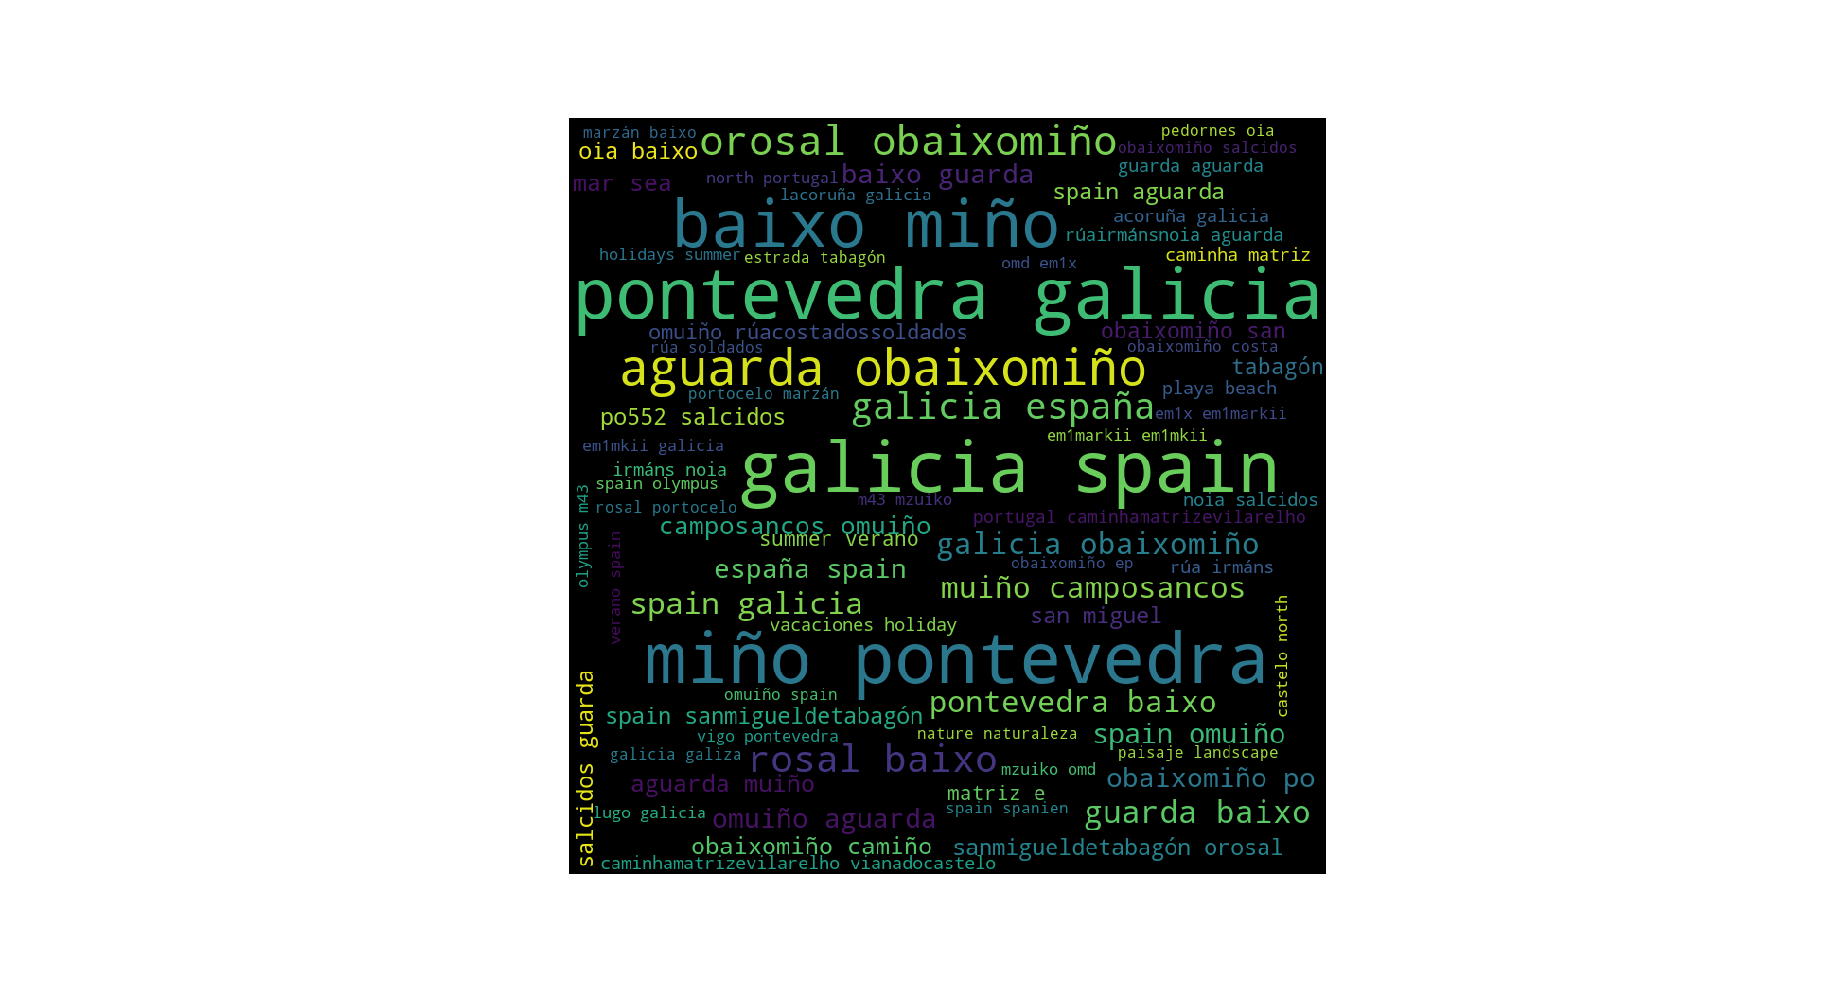 marzán baixo
orosal obaixomiño
pedornes oia
oia baixo
obaixomiño salcidos
guarda aguarda
mar sea
north portugal
baixo guarda
lacoruña galicia
spain aguarda
baixo miño
acoruña galicia
rúairmánsnoia aguarda
holidays summer
estrada tabagón
omd em1x
caminha matriz
pontevedra galicia
omuiño rúacostadossoldados
obaixomiño san
rúa soldados
obaixomiño costa
aguarda obaixomiño
tabagón
portocelo marzán
playa beach
galicia españa
po552 salcidos
em1x em1markii
em1mkii galicia
em1markii em1mkii
galicia spain
irmáns noia
spain olympus
olympus m43
m43 mzuiko
noia salcidos
rosal portocelo
portugal caminhamatrizevilarelho
camposancos omuiño
summer verano
galicia obaixomiño
verano spain
españa spain
obaixomiño ep
rúa irmáns
muiño camposancos
spain galicia
san miguel
vacaciones holiday
castelo north
miño pontevedra
salcidos guarda
omuiño spain
pontevedra baixo
spain sanmigueldetabagón
vigo pontevedra
nature naturaleza
spain omuiño
galicia galiza
rosal baixo
paisaje landscape
mzuiko omd
aguarda muiño
obaixomiño po
matriz e
lugo galicia
omuiño aguarda
spain spanien
guarda baixo
obaixomiño camiño
sanmigueldetabagón orosal
caminhamatrizevilarelho vianadocastelo